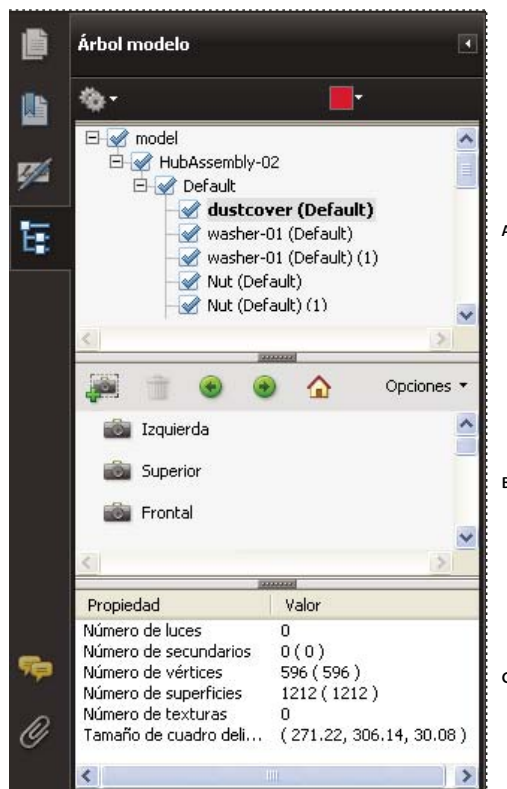 Árbol modelo
model
HubAssembly-02
Default
dustcover (Default)
washer-01 (Default)
washer-01 (Default) (1)
Nut (Default)
Nut (Default) (1)
A
Opciones
Izquierda
Superior
Frontal
Propiedad Valor
Número de luces 0
Número de secundarios 0 ( 0 )
Número de vértices 596 ( 596 )
Número de superficies 1212 ( 1212 )
Número de texturas 0
Tamaño de cuadro deli... ( 271.22, 306.14, 30.08 )